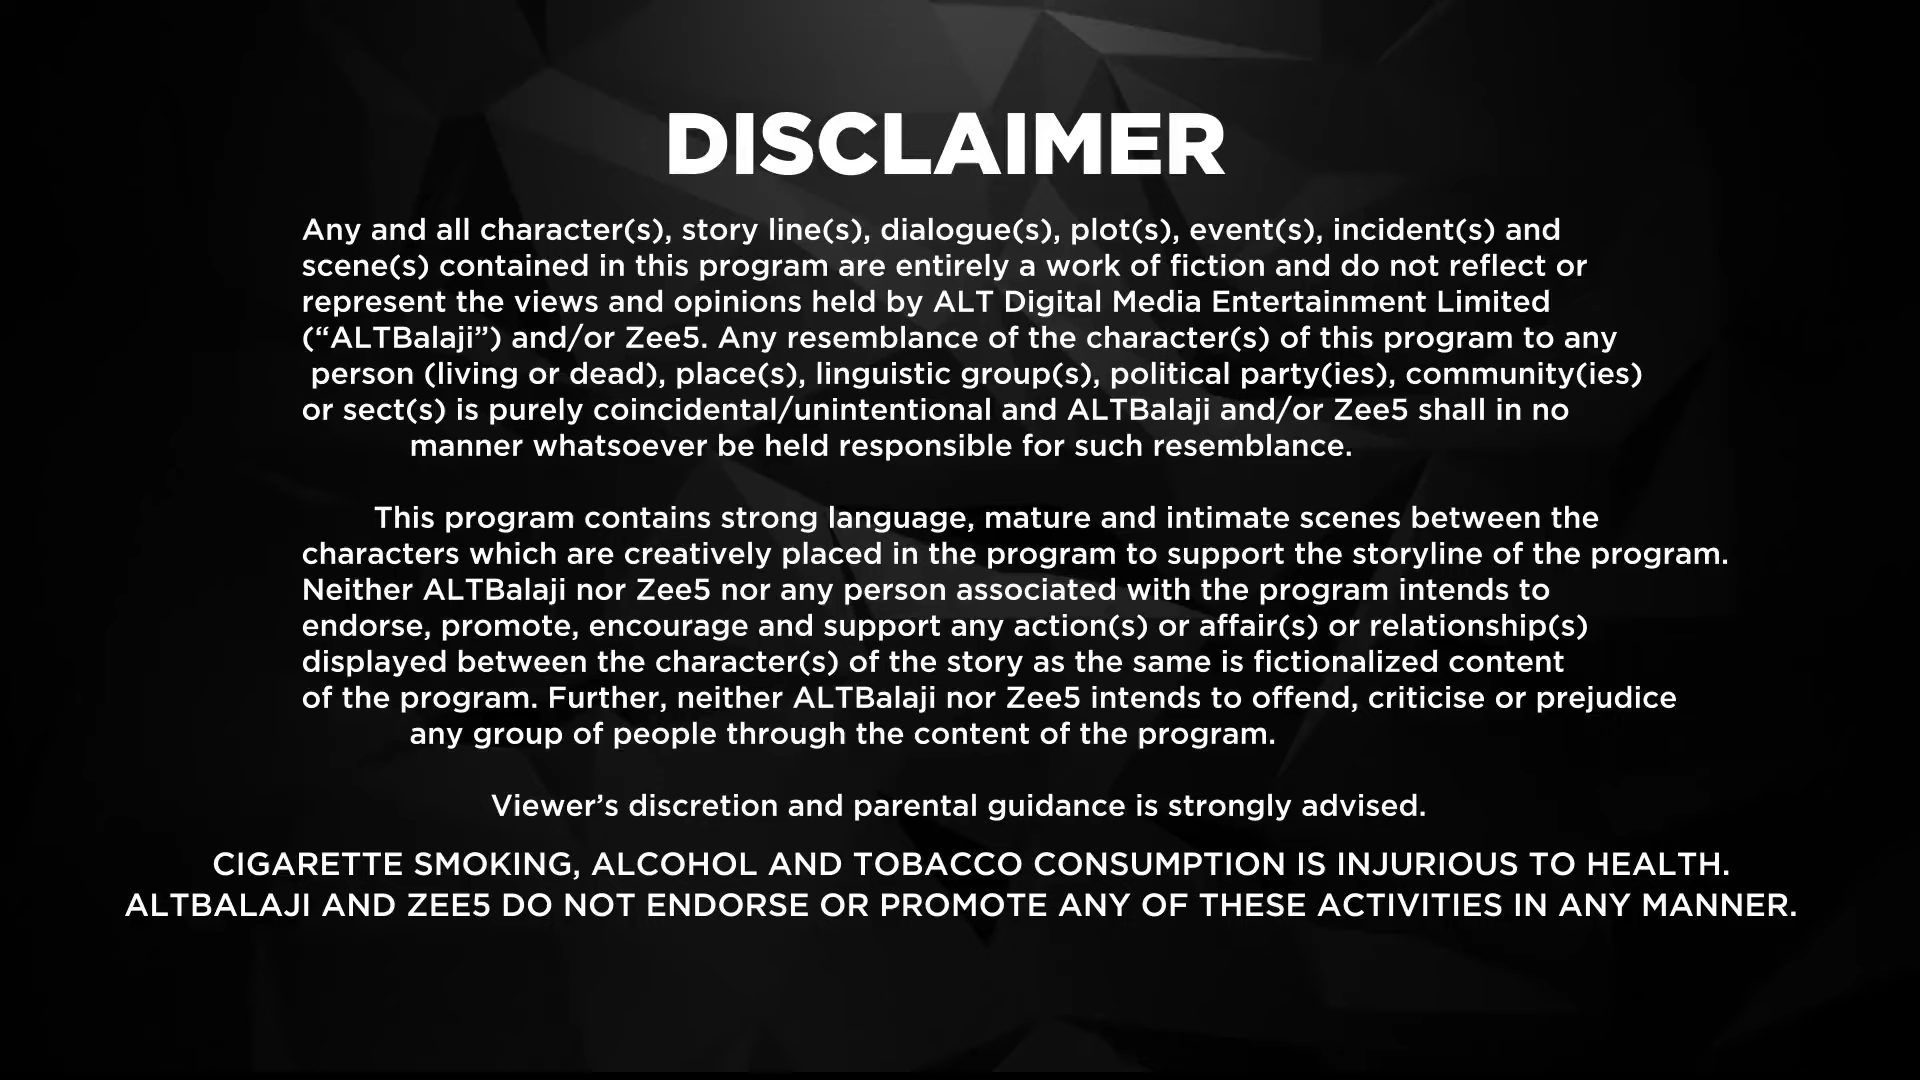 DISCLAIMER
Any and all character(s), story line(s), dialogue(s), plot(s), event(s), incident(s) and
scene(s) contained in this program are entirely a work of fiction and do not reflect or
represent the views and opinions held by ALT Digital Media Entertainment Limited
(“ALTBalaji”) and/or Zee5. Any resemblance of the character(s) of this program to any
person (living or dead), place(s), linguistic group(s), political party(ies), community(ies)
or sect(s) is purely coincidental/unintentional and ALTBalaji and/or Zee5 shall in no
manner whatsoever be held responsible for such resemblance.
This program contains strong language, mature and intimate scenes between the
characters which are creatively placed in the program to support the storyline of the program.
Neither ALTBalaji nor Zee5 nor any person associated with the program intends to
endorse, promote, encourage and support any action(s) or affair(s) or relationship(s)
displayed between the character(s) of the story as the same is fictionalized content
of the program. Further, neither ALTBalaji nor Zee5 intends to offend, criticise or prejudice
any group of people through the content of the program.
Viewer’s discretion and parental guidance is strongly advised.
CIGARETTE SMOKING, ALCOHOL AND TOBACCO CONSUMPTION IS INJURIOUS TO HEALTH.
ALTBALAJI AND ZEE5 DO NOT ENDORSE OR PROMOTE ANY OF THESE ACTIVITIES IN ANY MANNER.